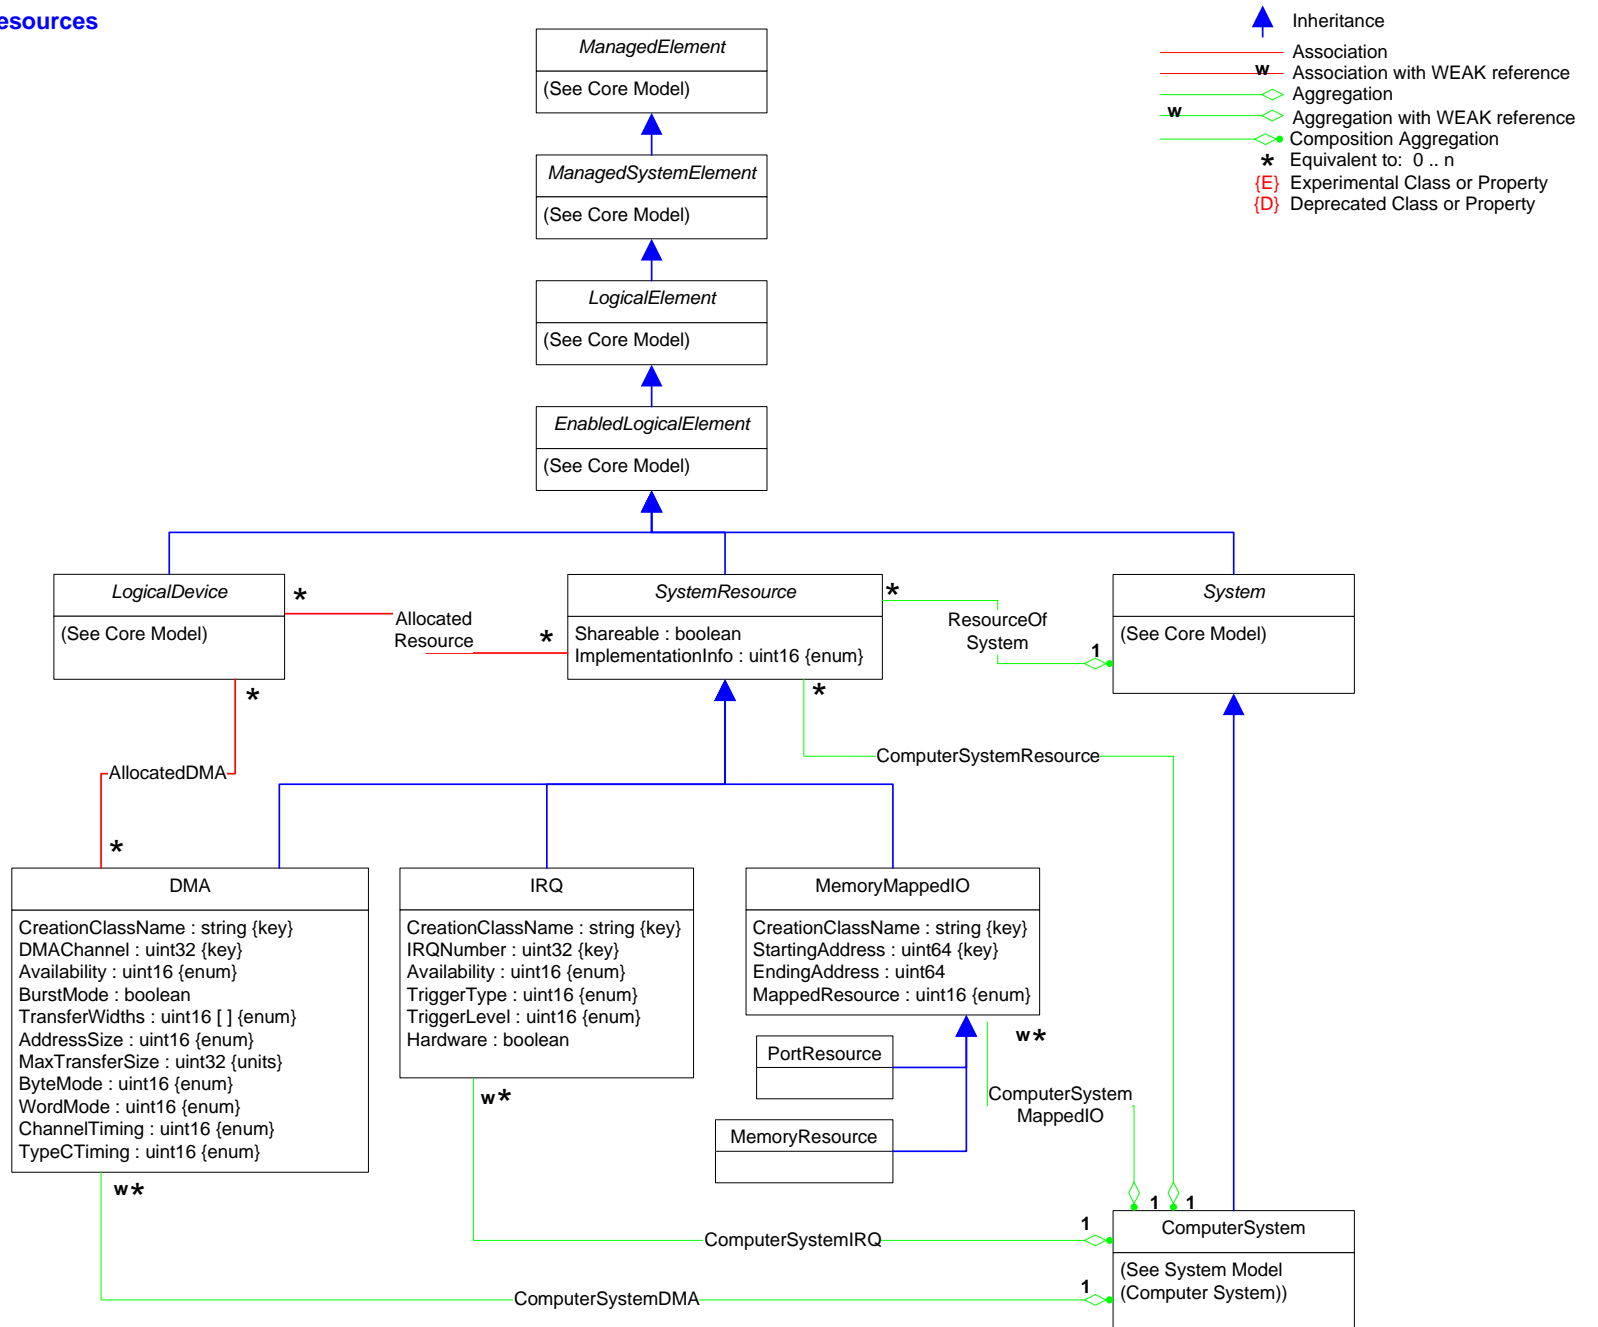 esources
Inheritance
Association
w
Association with WEAK reference
Aggregation
w
Aggregation with WEAK reference
Composition Aggregation
* Equivalent to: 0 .. n
{E} Experimental Class or Property
{D} Deprecated Class or Property
ManagedElement
(See Core Model)
ManagedSystemElement
(See Core Model)
LogicalElement
(See Core Model)
EnabledLogicalElement
(See Core Model)
LogicalDevice
(See Core Model)
*
Allocated
Resource
*
SystemResource
Shareable : boolean
ImplementationInfo : uint16 {enum}
*
ResourceOf
System
1
System
(See Core Model)
*
*
AllocatedDMA
ComputerSystemResource
*
DMA
CreationClassName : string {key}
DMAChannel : uint32 {key}
Availability : uint16 {enum}
BurstMode : boolean
TransferWidths : uint16 [ ] {enum}
AddressSize : uint16 {enum}
MaxTransferSize : uint32 {units}
ByteMode : uint16 {enum}
WordMode : uint16 {enum}
ChannelTiming : uint16 {enum}
TypeCTiming : uint16 {enum}
IRQ
CreationClassName : string {key}
IRQNumber : uint32 {key}
Availability : uint16 {enum}
TriggerType : uint16 {enum}
TriggerLevel : uint16 {enum}
Hardware : boolean
MemoryMappedIO
CreationClassName : string {key}
StartingAddress : uint64 {key}
EndingAddress : uint64
MappedResource : uint16 {enum}
w*
PortResource
w*
ComputerSystem
MappedIO
MemoryResource
w*
1
1
ComputerSystemIRQ
1
ComputerSystem
(See System Model
(Computer System))
ComputerSystemDMA
1